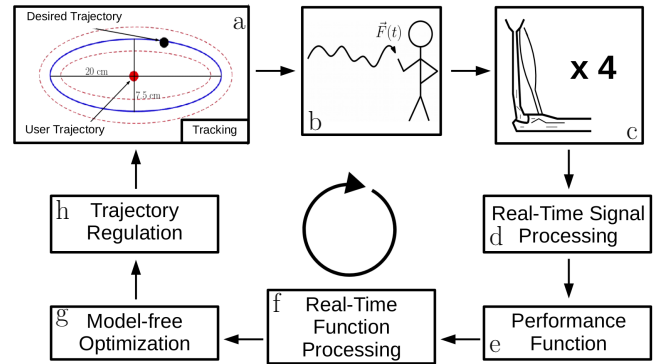 Desired Trajectory
a
20 cm
7.5 cm
User Trajectory
Tracking
F⃗(t)
b
x 4
c
h
Trajectory
Regulation
Real-Time Signal
d Processing
f
Real-Time
Function
Processing
g
Model-free
Optimization
Performance
e Function